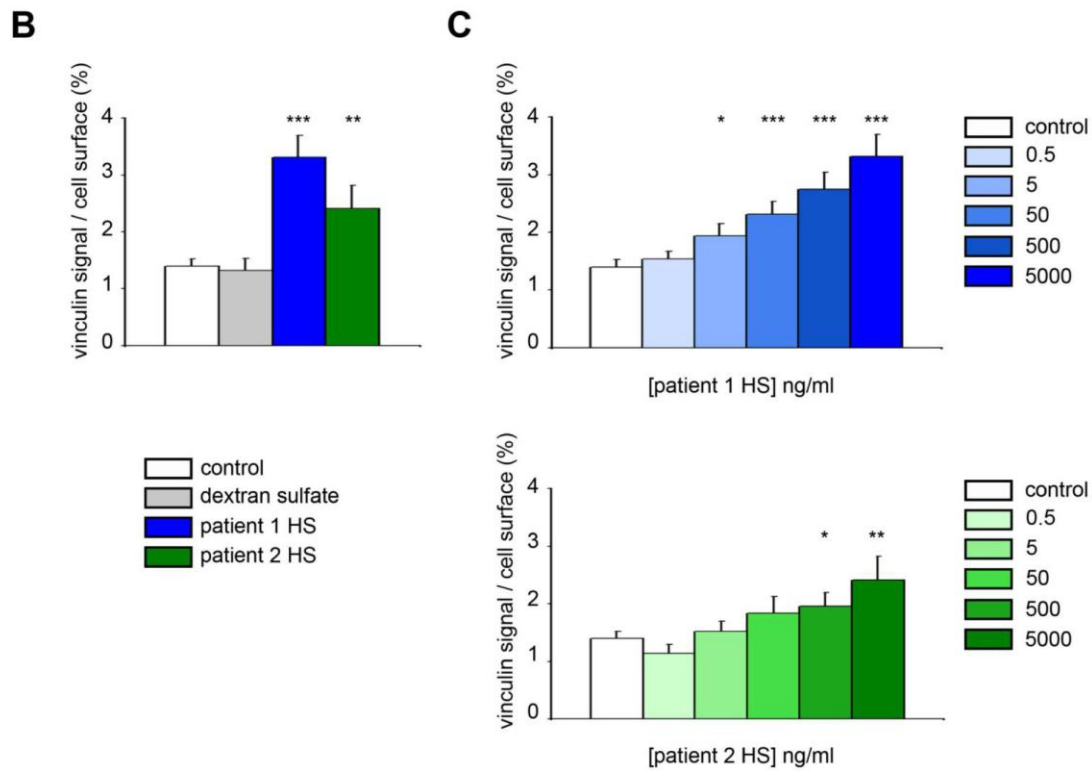 B
vinculin signal / cell surface (%)
4
3
2
1
0
*** **
control
dextran sulfate
patient 1 HS
patient 2 HS
C
vinculin signal / cell surface (%)
4
3
2
1
0
* *** *** ***
[patient 1 HS] ng/ml
control
0.5
5
50
500
5000
vinculin signal / cell surface (%)
4
3
2
1
0
* **
[patient 2 HS] ng/ml
control
0.5
5
50
500
5000